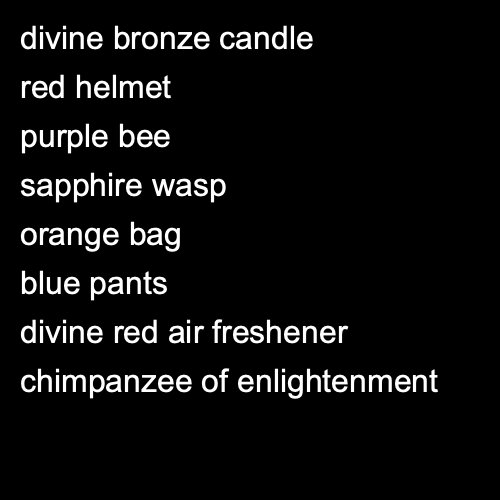 divine bronze candle
red helmet
purple bee
sapphire wasp
orange bag
blue pants
divine red air freshener
chimpanzee of enlightenment